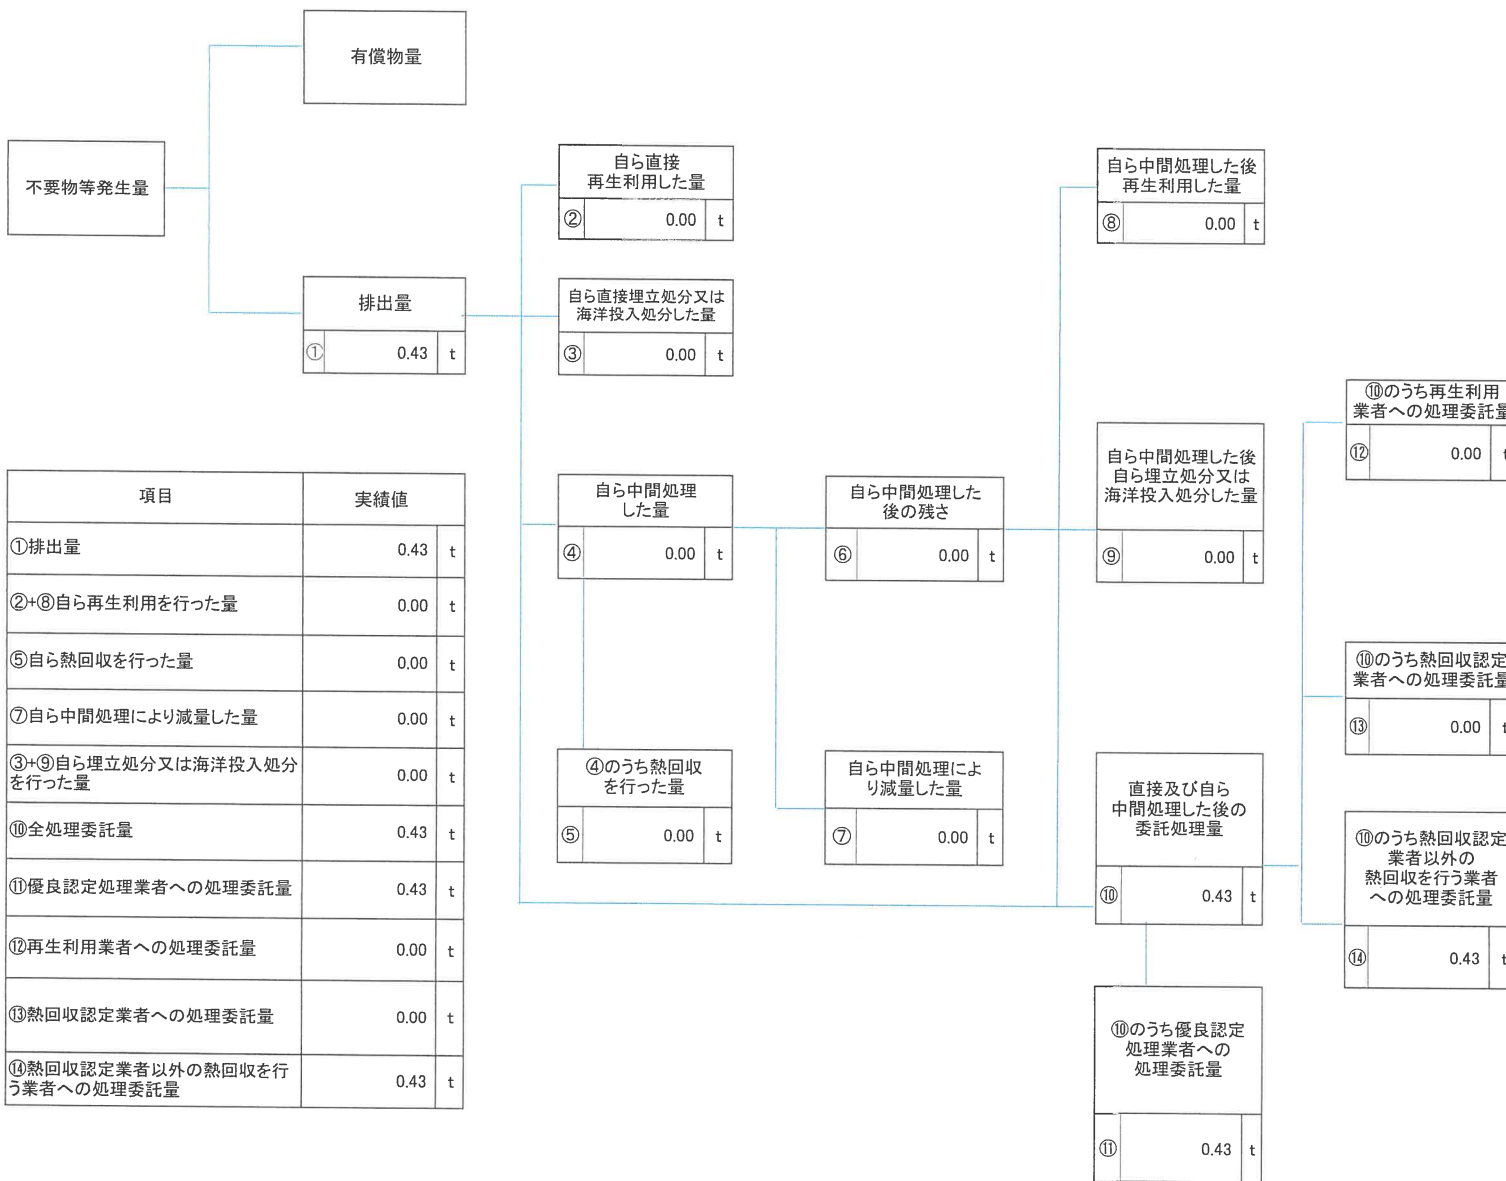 有償物量
不要物等発生量
排出量
① 0.43 t
自ら直接
再生利用した量
② 0.00 t
自ら直接埋立処分又は
海洋投入処分した量
③ 0.00 t
自ら中間処理
した量
④ 0.00 t
④のうち熱回収
を行った量
⑤ 0.00 t
自ら中間処理した
後の残さ
⑥ 0.00 t
自ら中間処理によ
り減量した量
⑦ 0.00 t
自ら中間処理した後
再生利用した量
⑧ 0.00 t
自ら中間処理した後
自ら埋立処分又は
海洋投入処分した量
⑨ 0.00 t
直接及び自ら
中間処理した後の
委託処理量
⑩ 0.43 t
⑩のうち優良認定
処理業者への
処理委託量
⑪ 0.43 t
⑩のうち再生利用
業者への処理委託量
⑫ 0.00 t
⑩のうち熱回収認定
業者への処理委託量
⑬ 0.00 t
⑩のうち熱回収認定
業者以外の
熱回収を行う業者
への処理委託量
⑭ 0.43 t
項目 実績値
①排出量 0.43 t
②+⑧自ら再生利用を行った量 0.00 t
⑤自ら熱回収を行った量 0.00 t
⑦自ら中間処理により減量した量 0.00 t
③+⑨自ら埋立処分又は海洋投入処分
を行った量 0.00 t
⑩全処理委託量 0.43 t
⑪優良認定処理業者への処理委託量 0.43 t
⑫再生利用業者への処理委託量 0.00 t
⑬熱回収認定業者への処理委託量 0.00 t
⑭熱回収認定業者以外の熱回収を行
う業者への処理委託量 0.43 t